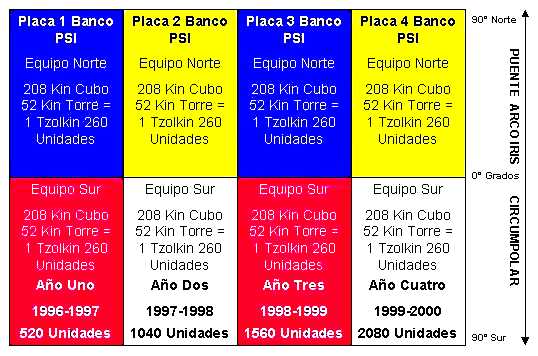 Placa 1 Banco
PSI
Equipo Norte
208 Kin Cubo
52 Kin Torre =
1 Tzolkin 260
Unidades
Placa 2 Banco
PSI
Equipo Norte
208 Kin Cubo
52 Kin Torre =
1 Tzolkin 260
Unidades
Placa 3 Banco
PSI
Equipo Norte
208 Kin Cubo
52 Kin Torre =
1 Tzolkin 260
Unidades
Placa 4 Banco
PSI
Equipo Norte
208 Kin Cubo
52 Kin Torre =
1 Tzolkin 260
Unidades
Equipo Sur
208 Kin Cubo
52 Kin Torre =
1 Tzolkin 260
Unidades
Año Uno
1996-1997
520 Unidades
Equipo Sur
208 Kin Cubo
52 Kin Torre =
1 Tzolkin 260
Unidades
Año Dos
1997-1998
1040 Unidades
Equipo Sur
208 Kin Cubo
52 Kin Torre =
1 Tzolkin 260
Unidades
Año Tres
1998-1999
1560 Unidades
Equipo Sur
208 Kin Cubo
52 Kin Torre =
1 Tzolkin 260
Unidades
Año Cuatro
1999-2000
2080 Unidades
90° Norte
PUENTE ARCO IRIS
0° Grados
CIRCUMPOLAR
90° Sur